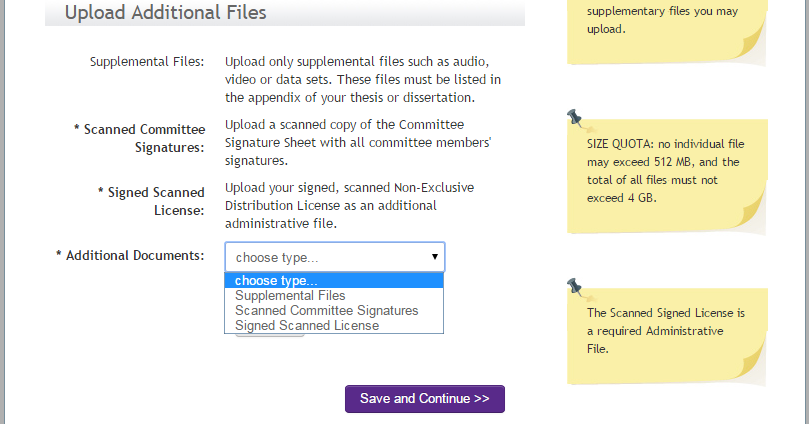 Upload Additional Files
Supplemental Files:
Upload only supplemental files such as audio,
video or data sets. These files must be listed in
the appendix of your thesis or dissertation.
* Scanned Committee
Signatures:
Upload a scanned copy of the Committee
Signature Sheet with all committee members'
signatures.
* Signed Scanned
License:
Upload your signed, scanned Non-Exclusive
Distribution License as an additional
administrative file.
* Additional Documents:
choose type...
choose type...
Supplemental Files
Scanned Committee Signatures
Signed Scanned License
Save and Continue >>
supplementary files you may
upload.
SIZE QUOTA: no individual file
may exceed 512 MB, and the
total of all files must not
exceed 4 GB.
The Scanned Signed License is
a required Administrative
File.